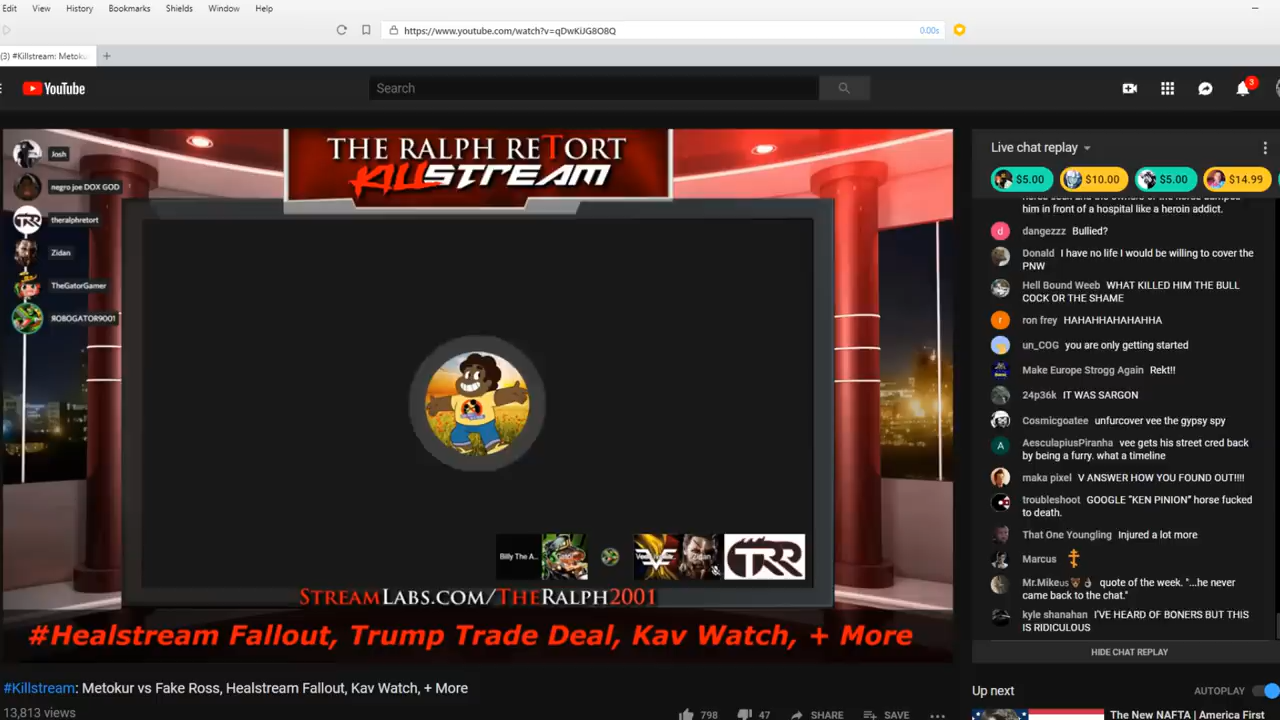 Edit View History Bookmarks Shields Window Help
https://www.youtube.com/watch?v=qDwKiJG8O8Q 0.00s
(3) #Killstream: Metoku
YouTube
Search
3
THE RALPH RETORT
KILLSTREAM
Josh
negro joe DOX GOD
theralphretort
Zidan
TheGatorGamer
ROBOGATOR9001
Billy The A..
Zidan
TRR
STREAMLABS.COM/THERALPH2001
#Healstream Fallout, Trump Trade Deal, Kav Watch, + More
#Killstream: Metokur vs Fake Ross, Healstream Fallout, Kav Watch, + More
13,813 views
798 47 SHARE SAVE
Live chat replay
$5.00 $10.00 $5.00 $14.99
him in front of a hospital like a heroin addict.
dangezzz Bullied?
Donald I have no life I would be willing to cover the
PNW
Hell Bound Weeb WHAT KILLED HIM THE BULL
COCK OR THE SHAME
ron frey HAHAHHAHAHAHHA
un_COG you are only getting started
Make Europe Strogg Again Rekt!!
24p36k IT WAS SARGON
Cosmicgoatee unfurcover vee the gypsy spy
AesculapiusPiranha vee gets his street cred back
by being a furry. what a timeline
maka pixel V ANSWER HOW YOU FOUND OUT!!!!
troubleshoot GOOGLE "KEN PINION" horse fucked
to death.
That One Youngling Injured a lot more
Marcus
Mr.Mikeus quote of the week. "...he never
came back to the chat."
kyle shanahan I'VE HEARD OF BONERS BUT THIS
IS RIDICULOUS
HIDE CHAT REPLAY
Up next AUTOPLAY
The New NAFTA | America First